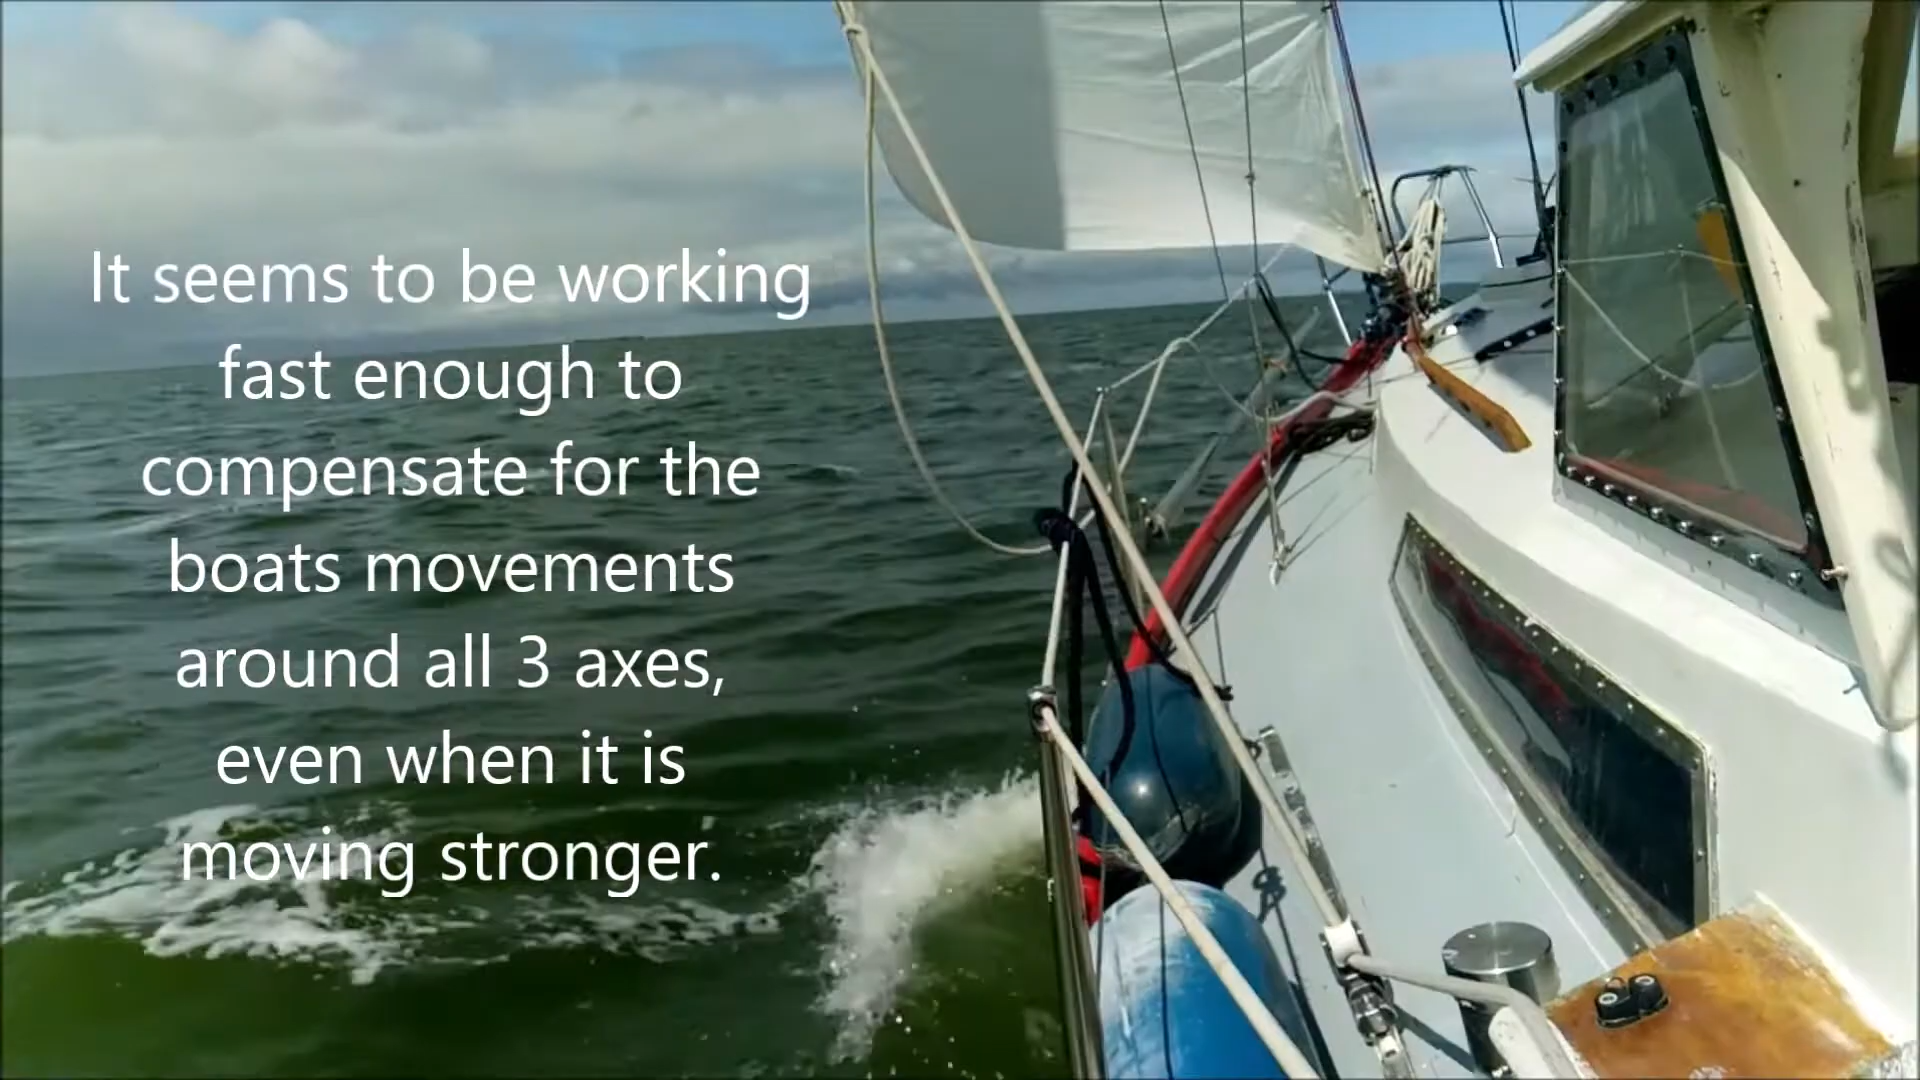 It seems to be working
fast enough to
compensate for the
boats movements
around all 3 axes,
even when it is
moving stronger.